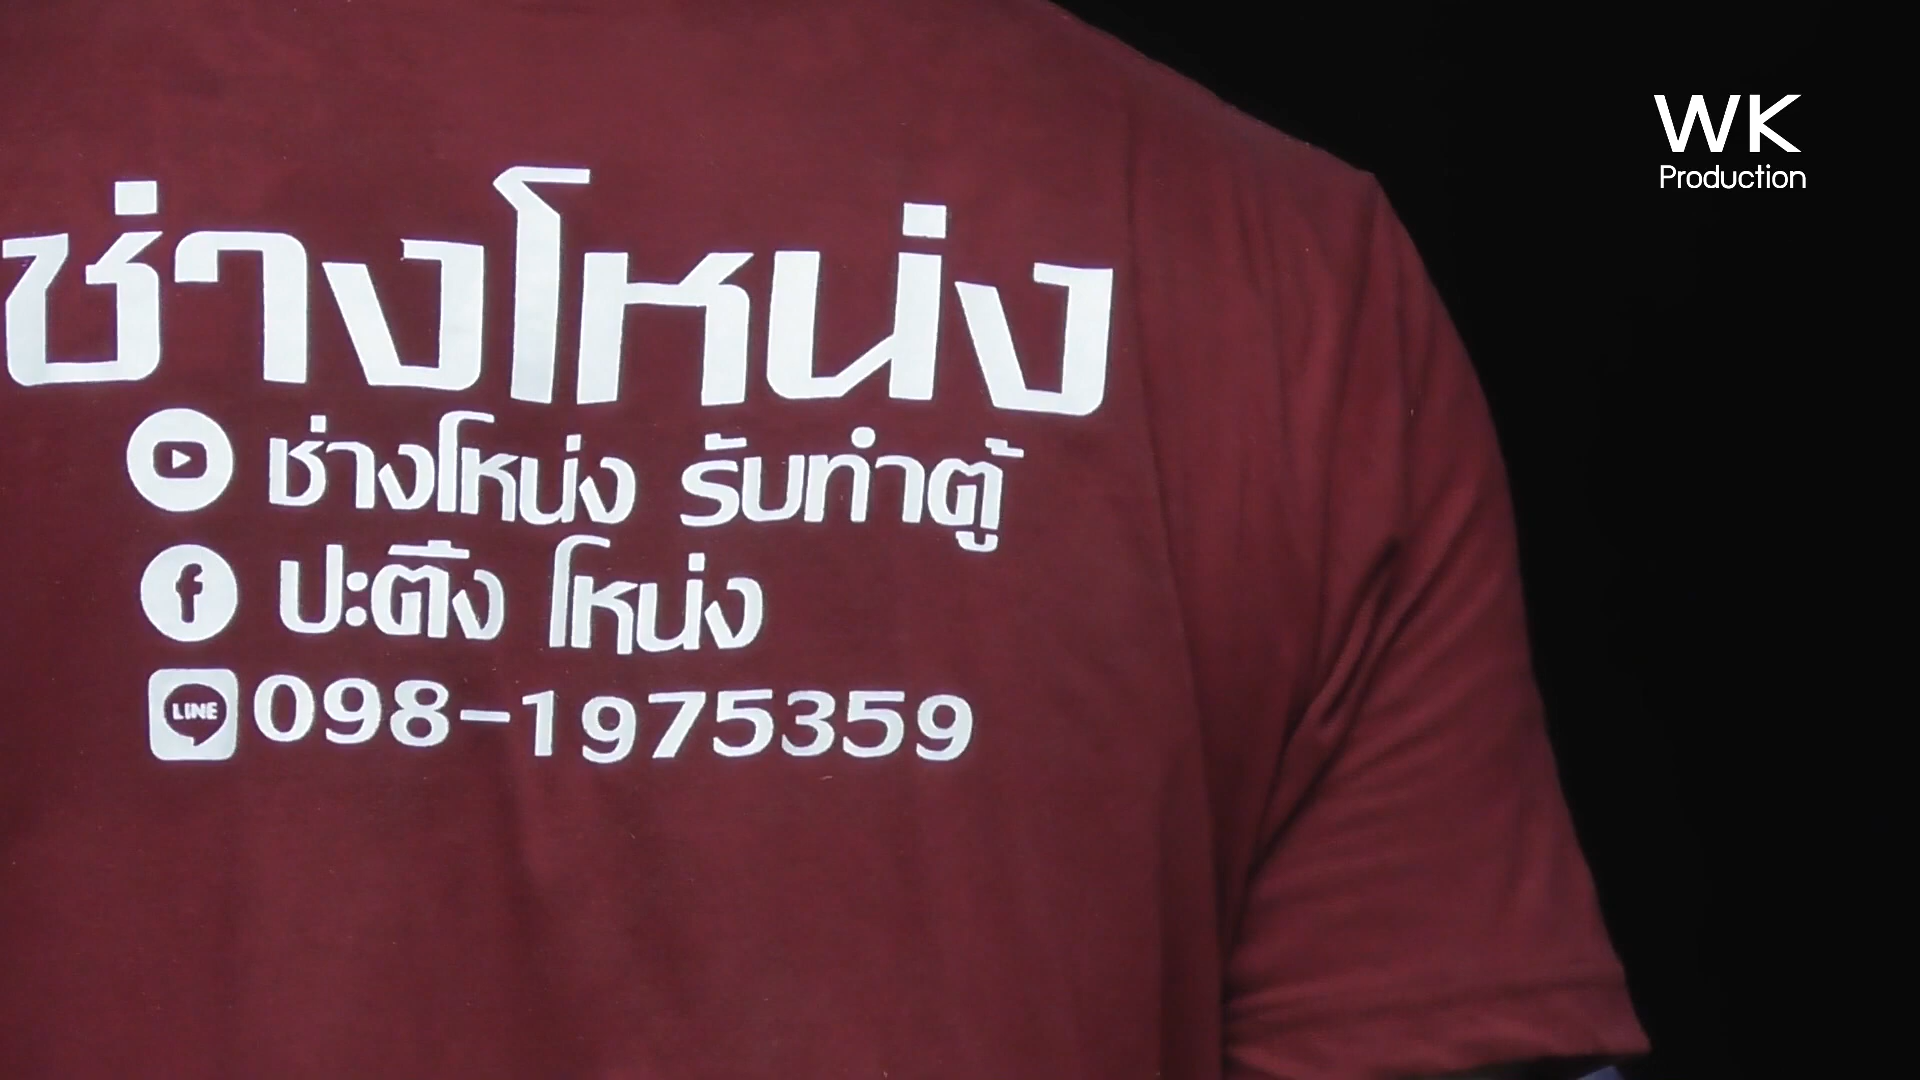 ช่างโหน่ง
WK
Production
ช่างโหน่ง รับทำตู้
ปะตึง โหน่ง
LINE 098-1975359